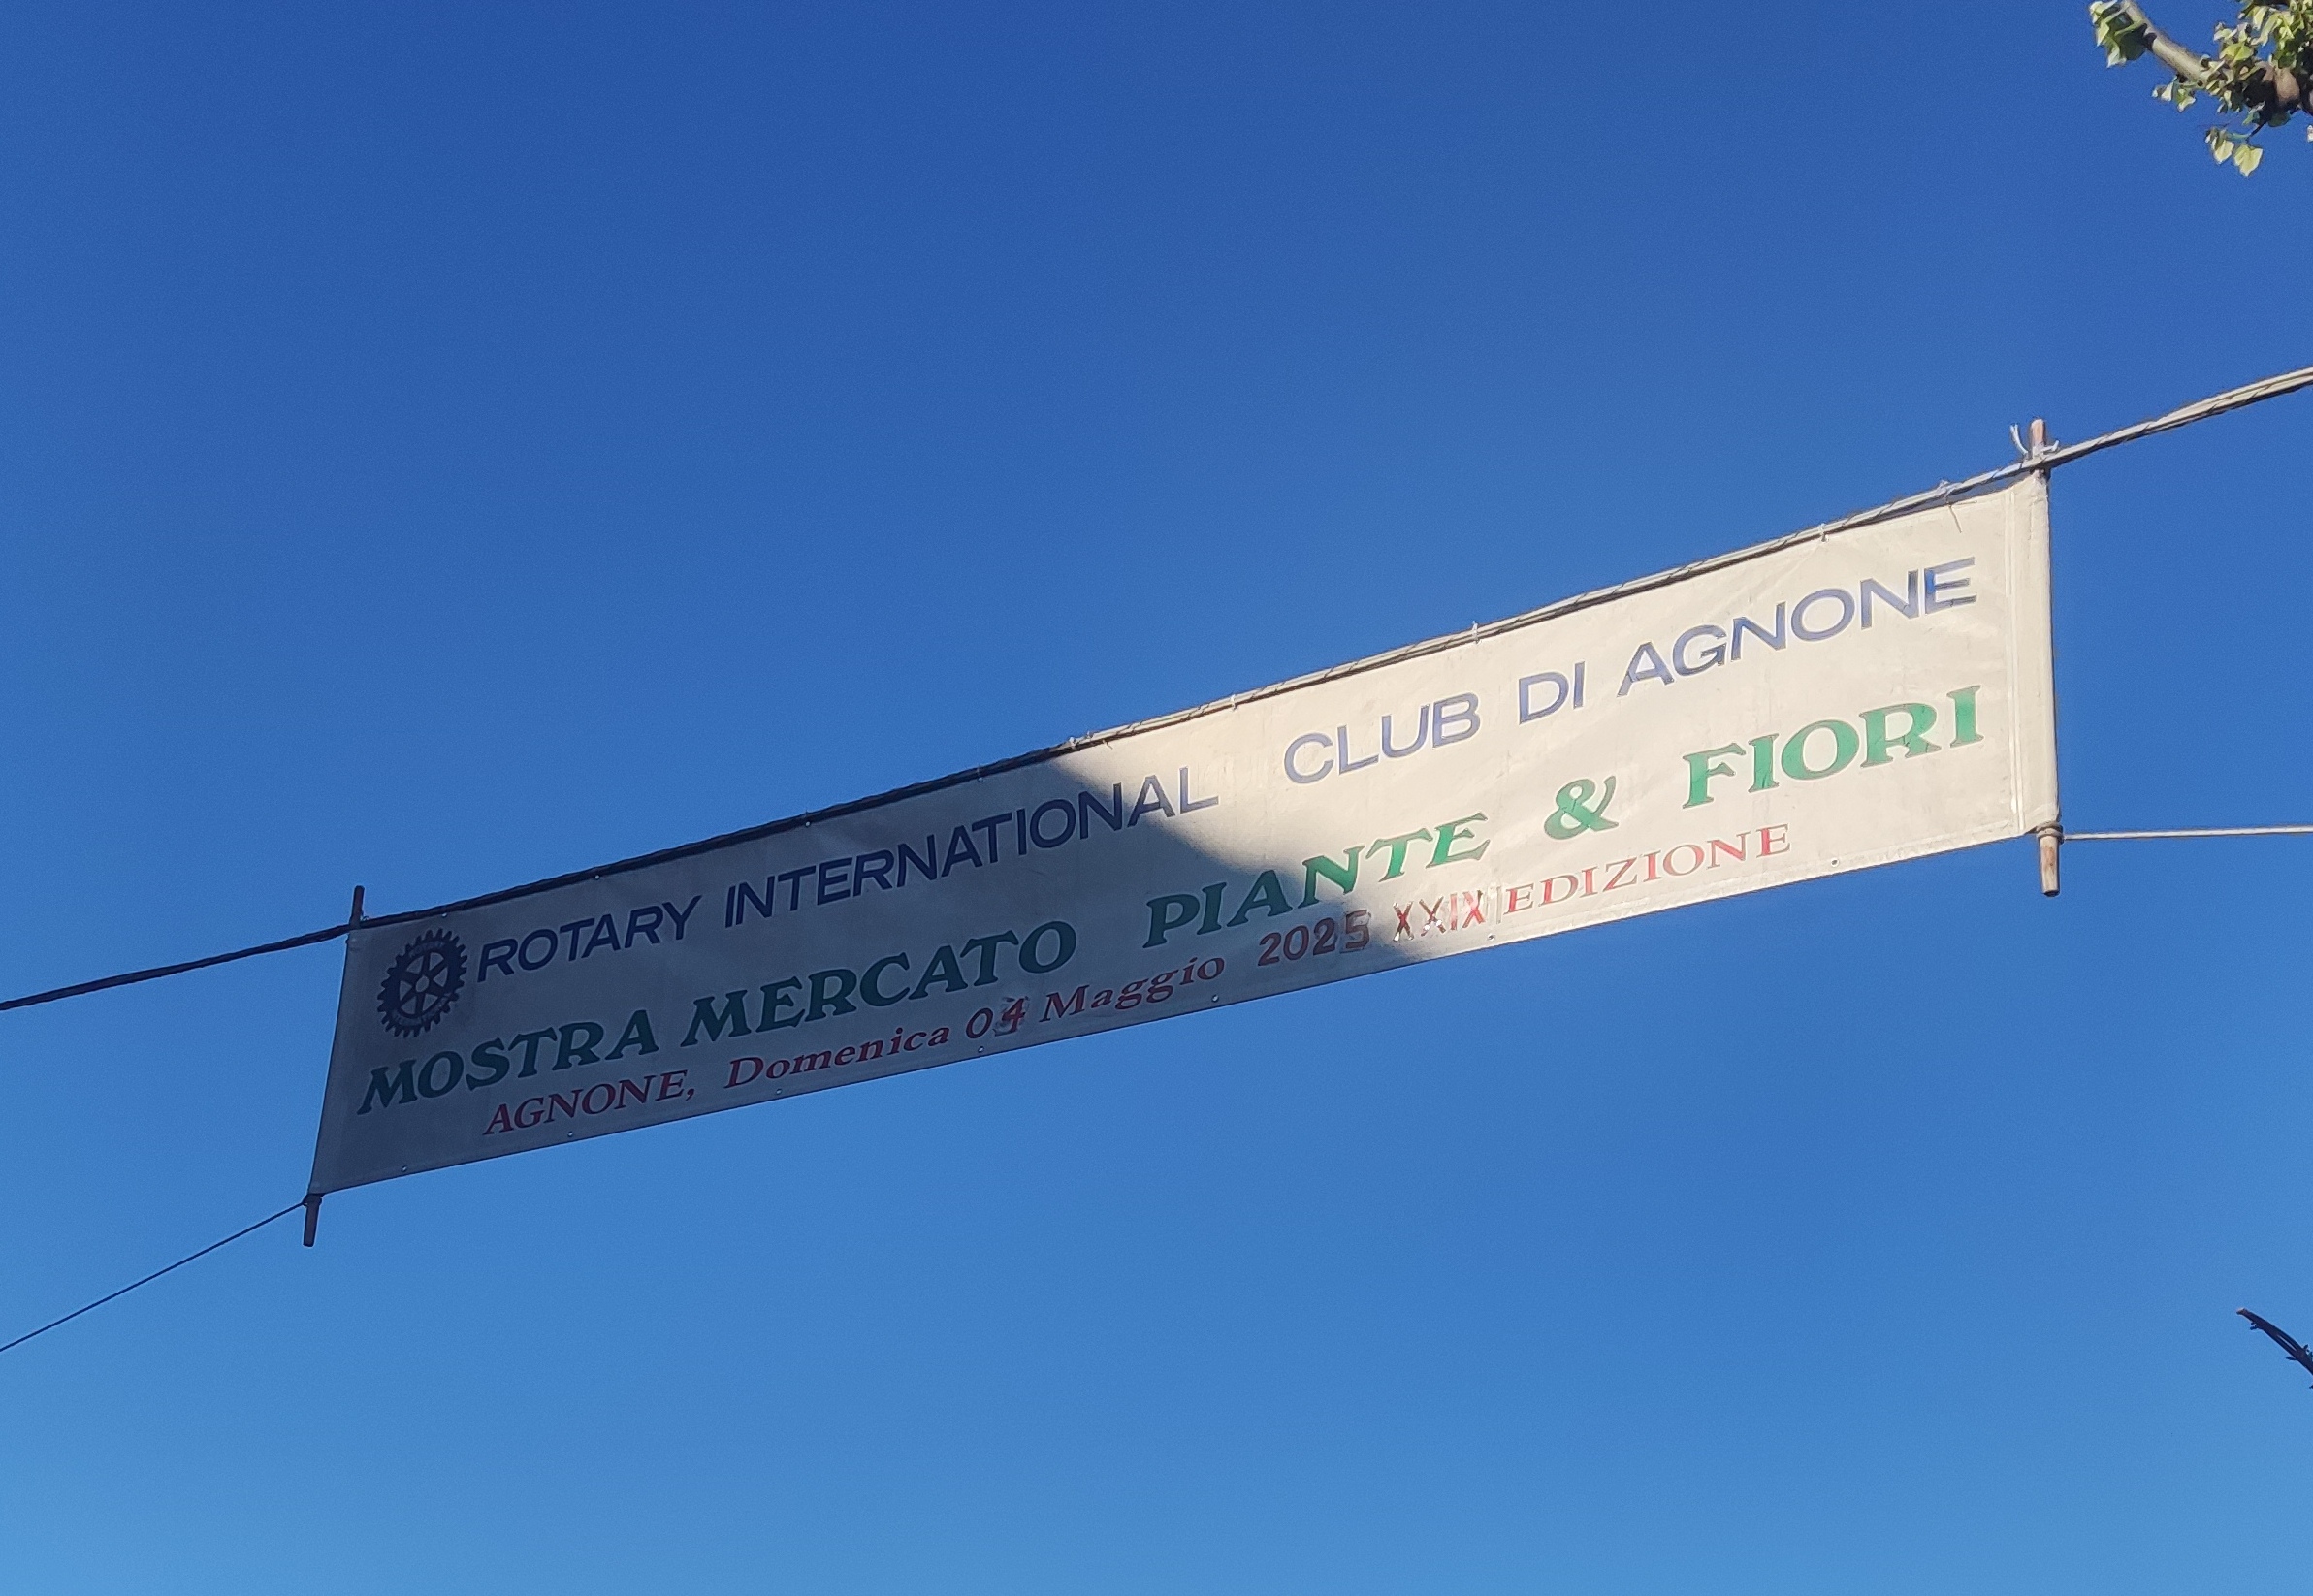 ROTARY INTERNATIONAL CLUB DI AGNONE
MOSTRA MERCATO PIANTE & FIORI
AGNONE, Domenica 04 Maggio 2025 XXIX EDIZIONE